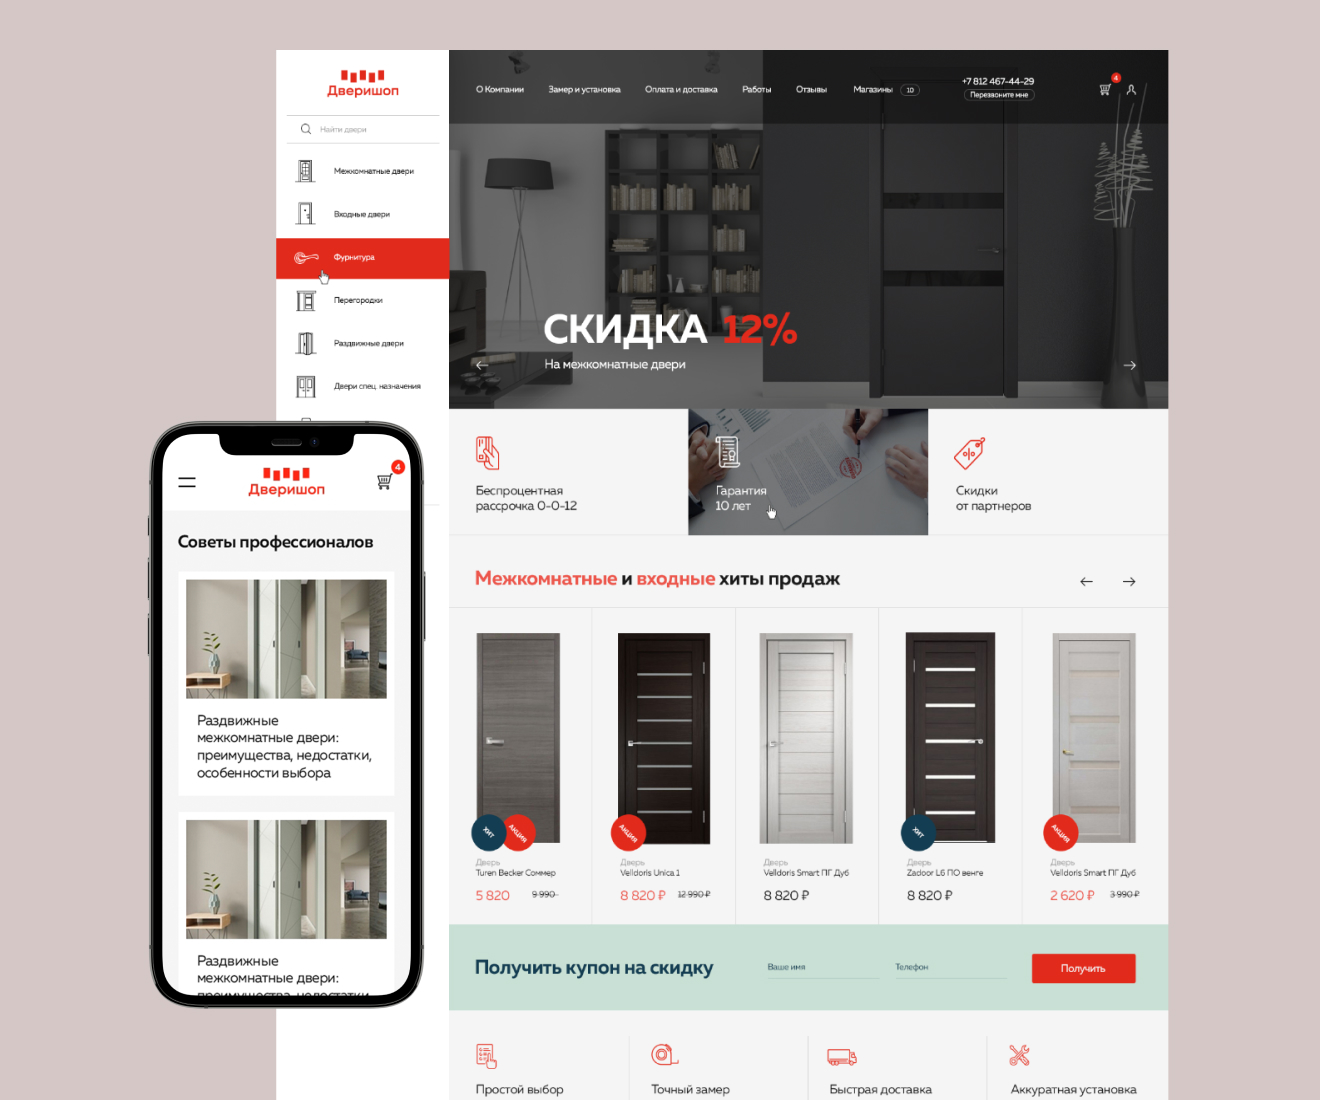 Дверишоп
Найти двери
Межкомнатные двери
Входные двери
Фурнитура
Перегородки
Раздвижные двери
Двери спец. назначения
О Компании
Замер и установка
Оплата и доставка
Работы
Отзывы
Магазины 10
+7 812 467-44-29
Перезвоните мне
4
СКИДКА 12%
На межкомнатные двери
Беспроцентная
рассрочка 0-0-12
Гарантия
10 лет
Скидки
от партнеров
Межкомнатные и входные хиты продаж
ХИТ
АКЦИЯ
Дверь
Turen Becker Соммер
5 820 9 990
АКЦИЯ
Дверь
Velldoris Unica 1
8 820 ₽ 12 990 ₽
Дверь
Velldoris Smart ПГ Дуб
8 820 ₽
ХИТ
Дверь
Zadoor L6 ПО венге
8 820 ₽
АКЦИЯ
Дверь
Velldoris Smart ПГ Дуб
2 620 ₽ 3 990 ₽
Получить купон на скидку
Ваше имя
Телефон
Получить
Простой выбор
Точный замер
Быстрая доставка
Аккуратная установка
Дверишоп
4
Советы профессионалов
Раздвижные
межкомнатные двери:
преимущества, недостатки,
особенности выбора
Раздвижные
межкомнатные двери:
преимущества, недостатки